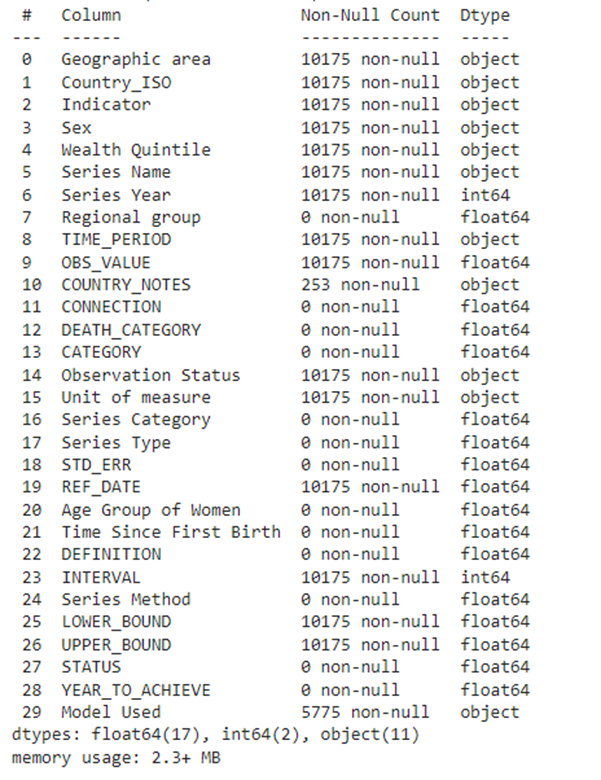 #   Column                   Non-Null Count  Dtype
---  ------                   --------------  -----
0   Geographic area          10175 non-null  object
1   Country_ISO              10175 non-null  object
2   Indicator                10175 non-null  object
3   Sex                      10175 non-null  object
4   Wealth Quintile          10175 non-null  object
5   Series Name              10175 non-null  object
6   Series Year              10175 non-null  int64
7   Regional group           0 non-null      float64
8   TIME_PERIOD              10175 non-null  object
9   OBS_VALUE                10175 non-null  float64
10  COUNTRY_NOTES            253 non-null    object
11  CONNECTION               0 non-null      float64
12  DEATH_CATEGORY           0 non-null      float64
13  CATEGORY                 0 non-null      float64
14  Observation Status       10175 non-null  object
15  Unit of measure          10175 non-null  object
16  Series Category          0 non-null      float64
17  Series Type              0 non-null      float64
18  STD_ERR                  0 non-null      float64
19  REF_DATE                 10175 non-null  float64
20  Age Group of Women       0 non-null      float64
21  Time Since First Birth   0 non-null      float64
22  DEFINITION               0 non-null      float64
23  INTERVAL                 10175 non-null  int64
24  Series Method            0 non-null      float64
25  LOWER_BOUND              10175 non-null  float64
26  UPPER_BOUND              10175 non-null  float64
27  STATUS                   0 non-null      float64
28  YEAR_TO_ACHIEVE          0 non-null      float64
29  Model Used               5775 non-null   object
dtypes: float64(17), int64(2), object(11)
memory usage: 2.3+ MB